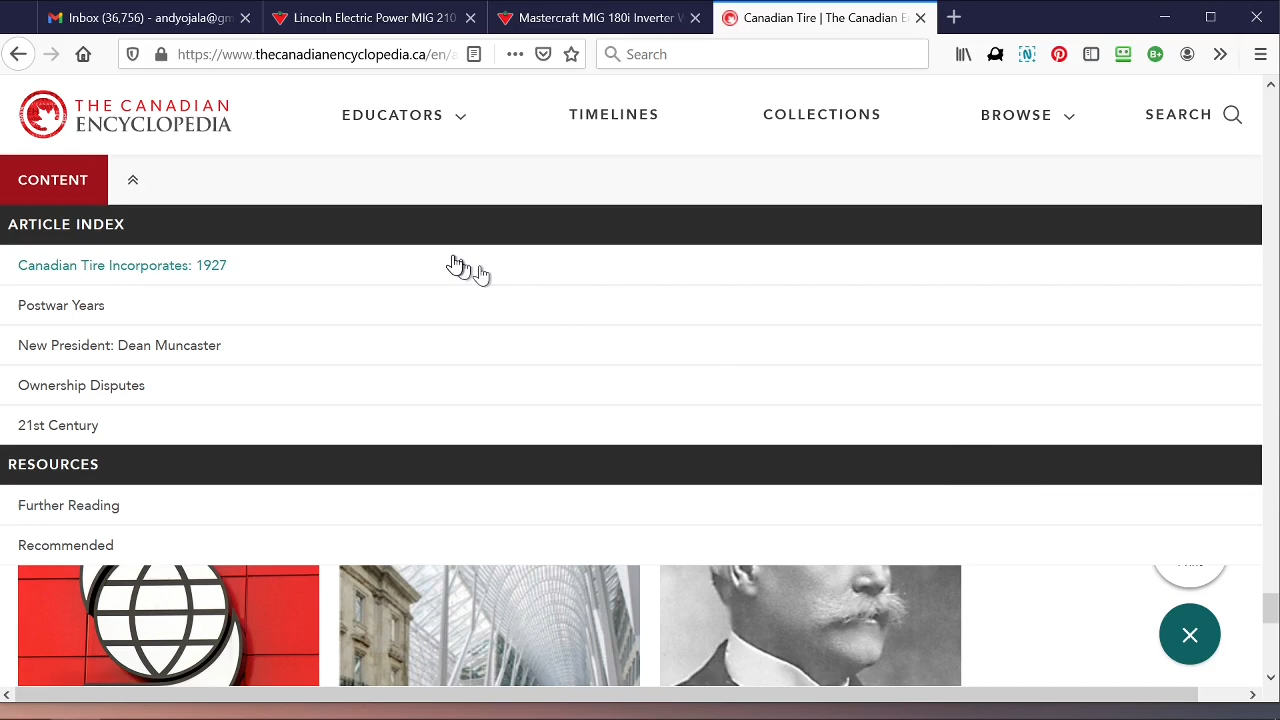 Inbox (36,756) - andyojala@gm
Lincoln Electric Power MIG 210
Mastercraft MIG 180i Inverter W
Canadian Tire | The Canadian E
https://www.thecanadianencyclopedia.ca/en/a
Search
THE CANADIAN
ENCYCLOPEDIA
EDUCATORS
TIMELINES
COLLECTIONS
BROWSE
SEARCH
CONTENT
ARTICLE INDEX
Canadian Tire Incorporates: 1927
Postwar Years
New President: Dean Muncaster
Ownership Disputes
21st Century
RESOURCES
Further Reading
Recommended